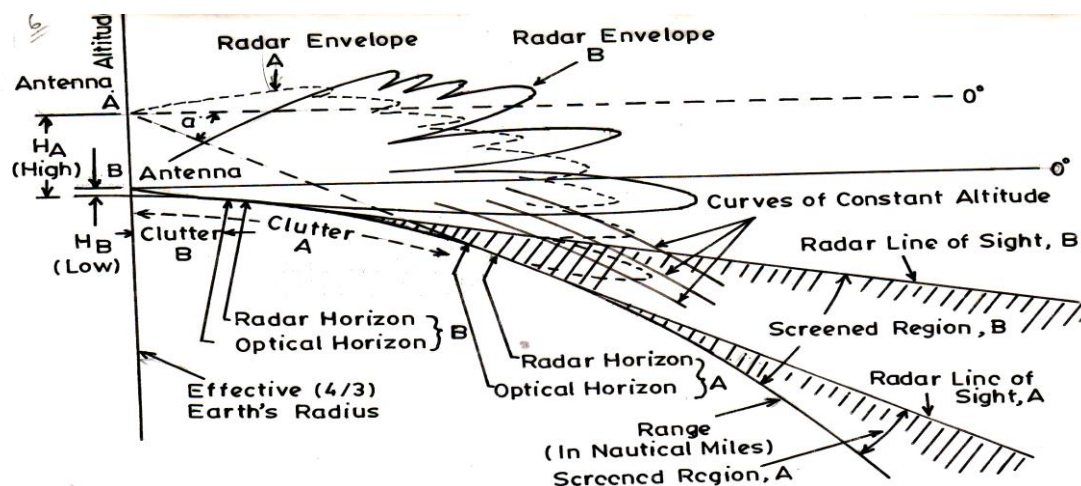 6
Altitude
Radar Envelope
A
Radar Envelope
B
Antenna
A
0°
a
HA
(High)
B
Antenna
0°
Curves of Constant Altitude
HB
(Low)
Clutter
B
Clutter
A
Radar Line of Sight, B
Radar Horizon
Optical Horizon
B
Screened Region, B
Radar Horizon
Optical Horizon
A
Effective (4/3)
Earth's Radius
Radar Line of
Sight, A
Range
(In Nautical Miles)
Screened Region, A